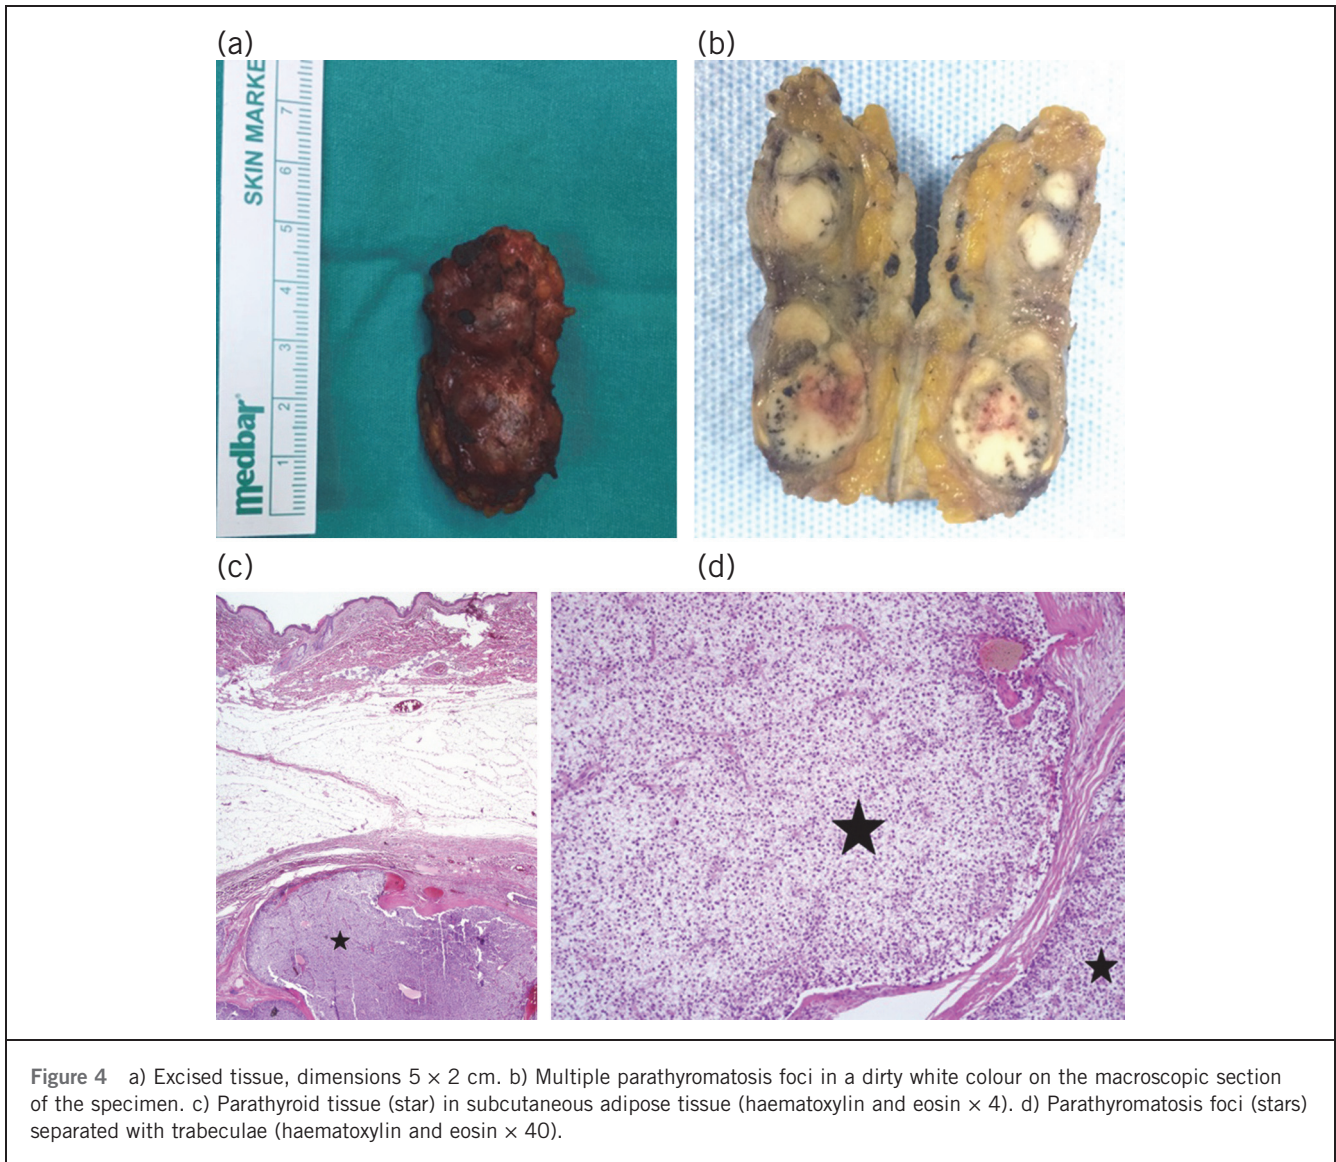 (a)
(b)
SKIN MARKE
7
6
5
4
3
2
1
medbar®
(c)
(d)
Figure 4 a) Excised tissue, dimensions 5 × 2 cm. b) Multiple parathyromatosis foci in a dirty white colour on the macroscopic section
of the specimen. c) Parathyroid tissue (star) in subcutaneous adipose tissue (haematoxylin and eosin × 4). d) Parathyromatosis foci (stars)
separated with trabeculae (haematoxylin and eosin × 40).